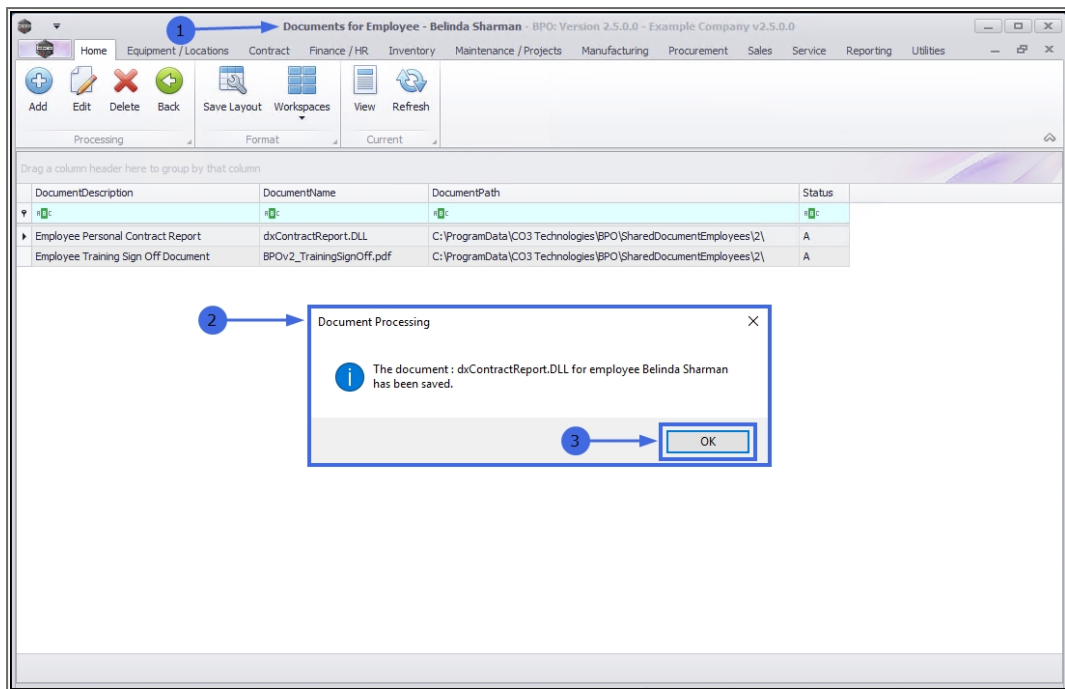 1
Documents for Employee - Belinda Sharman - BPO: Version 2.5.0.0 - Example Company v2.5.0.0
Home Equipment / Locations Contract Finance / HR Inventory Maintenance / Projects Manufacturing Procurement Sales Service Reporting Utilities
Add Edit Delete Back Save Layout Workspaces View Refresh
Processing Format Current
Drag a column header here to group by that column
DocumentDescription DocumentName DocumentPath Status
ABC ABC ABC ABC
Employee Personal Contract Report dxContractReport.DLL C:\ProgramData\CO3 Technologies\BPO\SharedDocumentEmployees\2\ A
Employee Training Sign Off Document BPOv2_TrainingSignOff.pdf C:\ProgramData\CO3 Technologies\BPO\SharedDocumentEmployees\2\ A
2
Document Processing
The document : dxContractReport.DLL for employee Belinda Sharman
has been saved.
3
OK